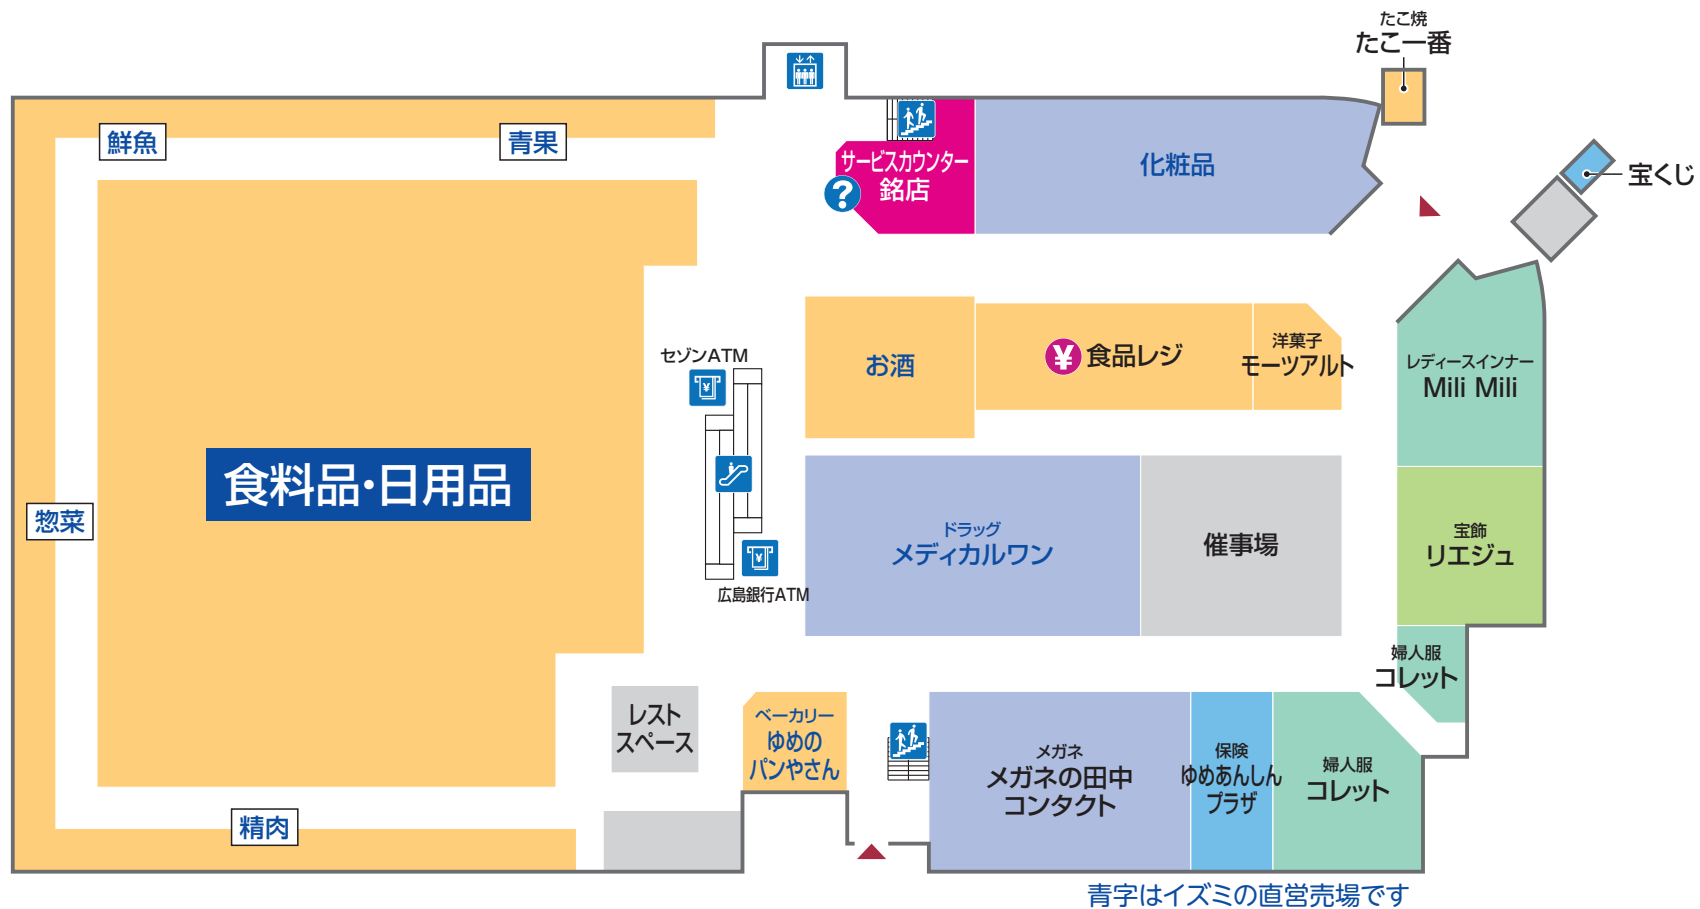 たこ焼
たこ一番
鮮魚
青果
サービスカウンター
銘店
?
化粧品
宝くじ
セゾンATM
¥
お酒
¥ 食品レジ
洋菓子
モーツアルト
レディースインナー
Mili Mili
食料品・日用品
惣菜
ドラッグ
メディカルワン
催事場
宝飾
リエジュ
¥
広島銀行ATM
婦人服
コレット
レスト
スペース
ベーカリー
ゆめの
パンやさん
メガネ
メガネの田中
コンタクト
保険
ゆめあんしん
プラザ
婦人服
コレット
精肉
青字はイズミの直営売場です